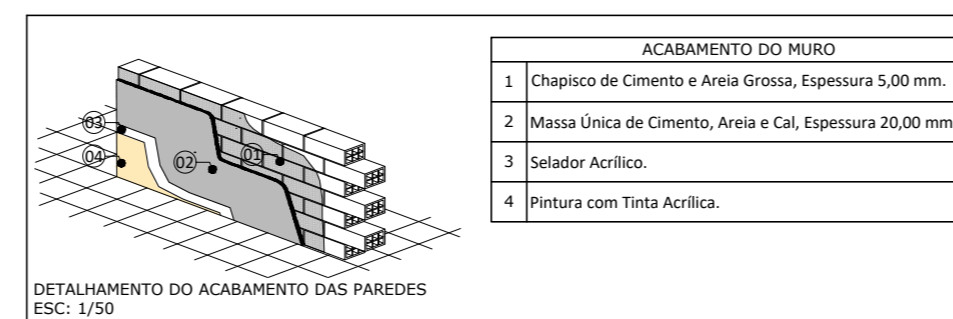 03
04
02
01
DETALHAMENTO DO ACABAMENTO DAS PAREDES
ESC: 1/50
ACABAMENTO DO MURO
1 Chapisco de Cimento e Areia Grossa, Espessura 5,00 mm.
2 Massa Única de Cimento, Areia e Cal, Espessura 20,00 mm
3 Selador Acrílico.
4 Pintura com Tinta Acrílica.